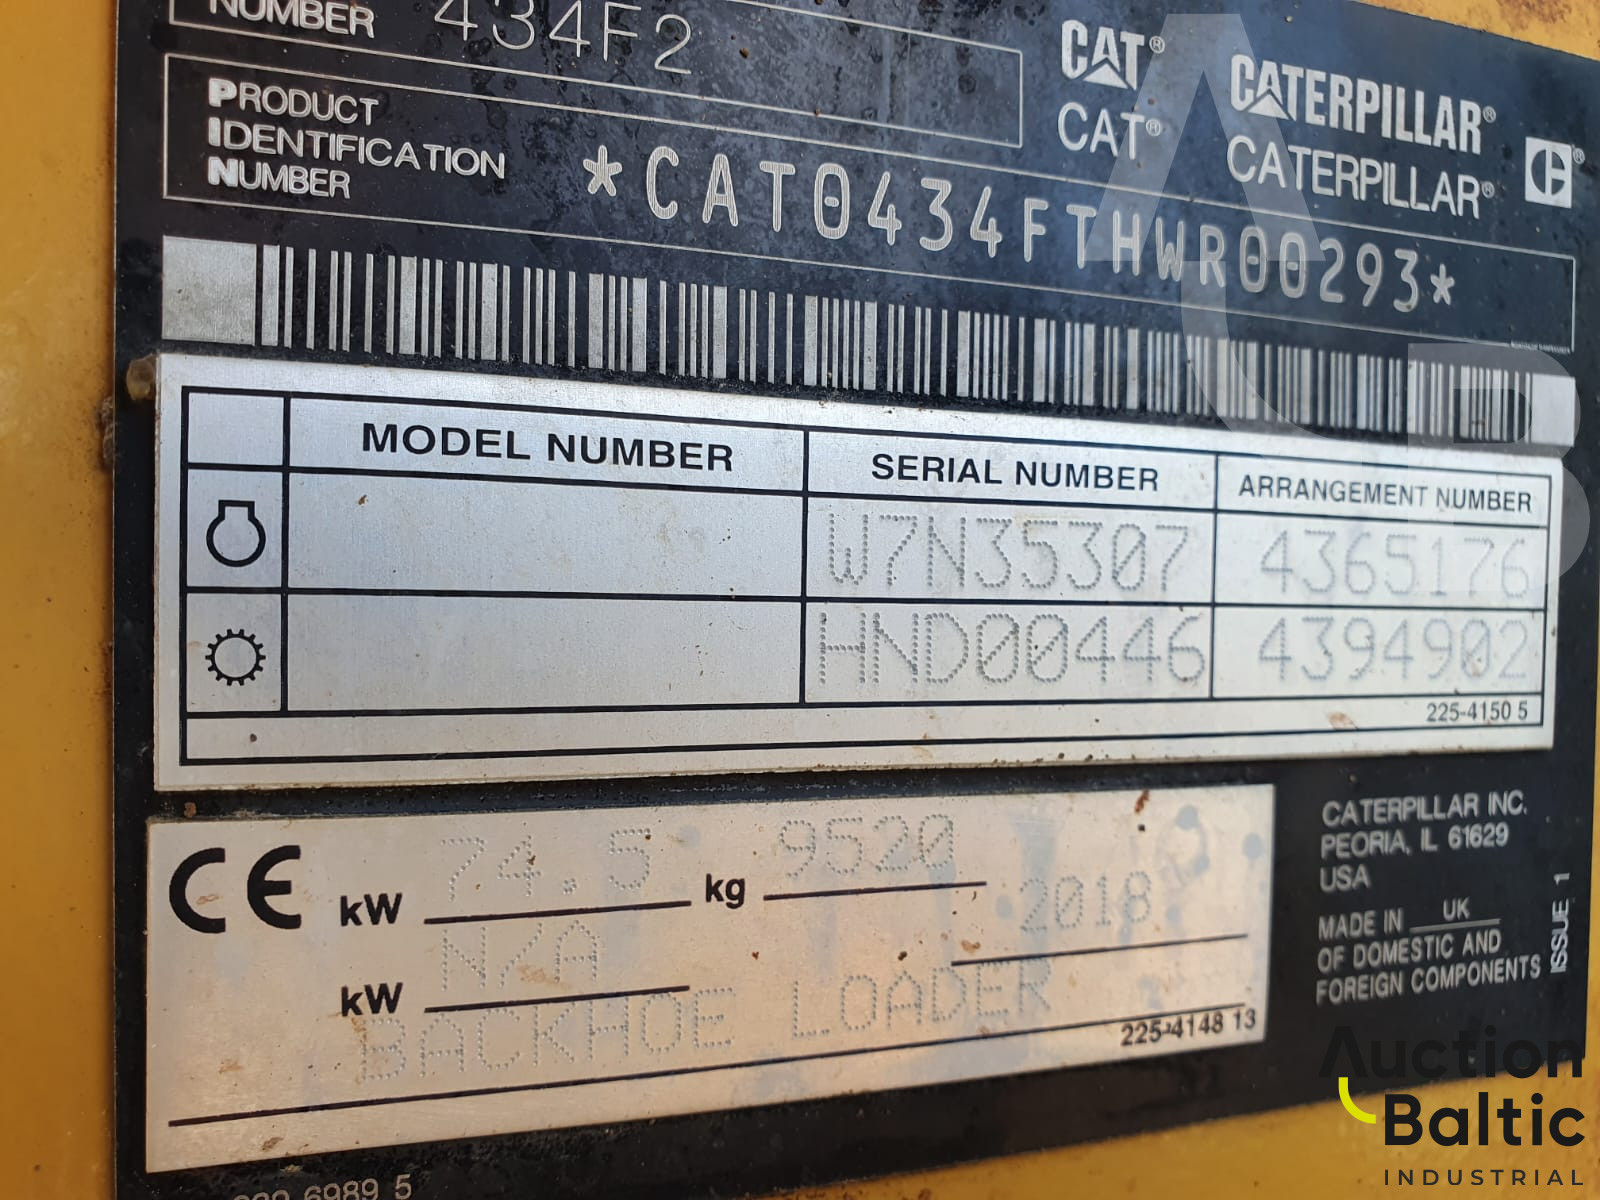 NUMBER 434F2
PRODUCT
IDENTIFICATION
NUMBER
*CAT0434FTHWR00293*
CAT®
CAT®
CATERPILLAR®
CATERPILLAR®
MODEL NUMBER SERIAL NUMBER ARRANGEMENT NUMBER
W7N35307 4365176
HND00446 4394902
225-4150 5
CE kW 74.5 kg 9520
2018
kW N/A
BACKHOE LOADER
225-4148 13
CATERPILLAR INC.
PEORIA, IL 61629
USA
MADE IN UK
OF DOMESTIC AND
FOREIGN COMPONENTS
ISSUE 1
6989 5
Auction
Baltic
INDUSTRIAL